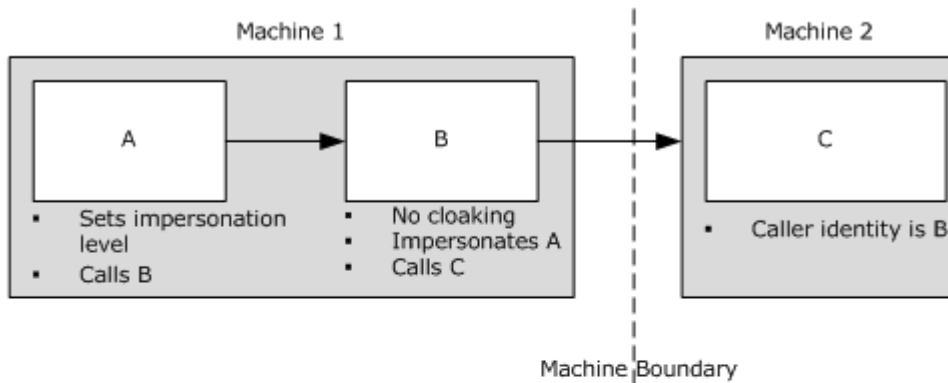 Machine 1
Machine 2
A
B
C
▪ Sets impersonation
level
▪ Calls B
▪ No cloaking
▪ Impersonates A
▪ Calls C
▪ Caller identity is B
Machine Boundary